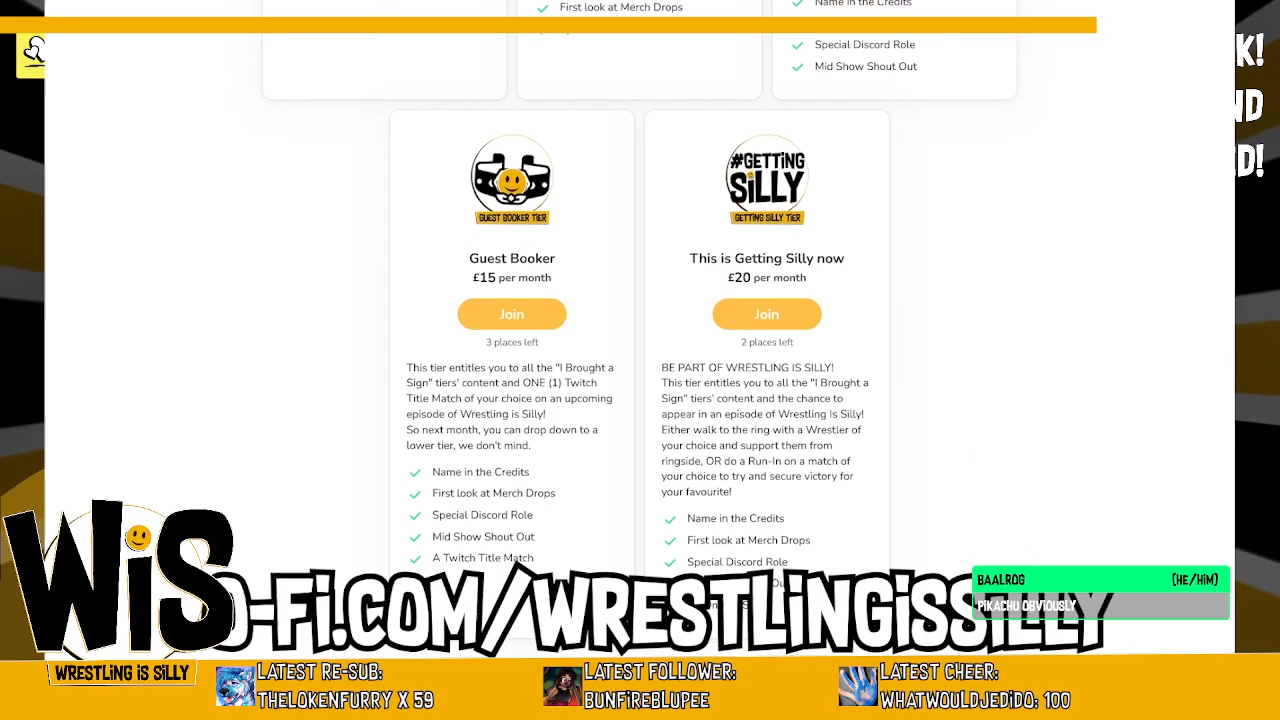 First look at Merch Drops
Name in the Credits
Special Discord Role
Mid Show Shout Out
K!
ND
D!
#GETTING
SiLLY
GUEST BOOKER TIER
GETTING SILLY TIER
Guest Booker
£15 per month
Join
3 places left
This tier entitles you to all the "I Brought a
Sign" tiers' content and ONE (1) Twitch
Title Match of your choice on an upcoming
episode of Wrestling is Silly!
So next month, you can drop down to a
lower tier, we don't mind.
Name in the Credits
First look at Merch Drops
Special Discord Role
Mid Show Shout Out
A Twitch Title Match
This is Getting Silly now
£20 per month
Join
2 places left
BE PART OF WRESTLING IS SILLY!
This tier entitles you to all the "I Brought a
Sign" tiers' content and the chance to
appear in an episode of Wrestling Is Silly!
Either walk to the ring with a Wrestler of
your choice and support them from
ringside, OR do a Run-In on a match of
your choice to try and secure victory for
your favourite!
Name in the Credits
First look at Merch Drops
Special Discord Role
BAALROG (HE/HiM)
PiKACHU OBViOUSLY
O-Fi.COM/WRESTLiNGiSSiLLY
WiS
WRESTLiNG iS SiLLY
LATEST RE-SUB:
THELOKENFURRY X 59
LATEST FOLLOWER:
BUNFiREBLUPEE
LATEST CHEER:
WHATWOULDJEDiDO: 100